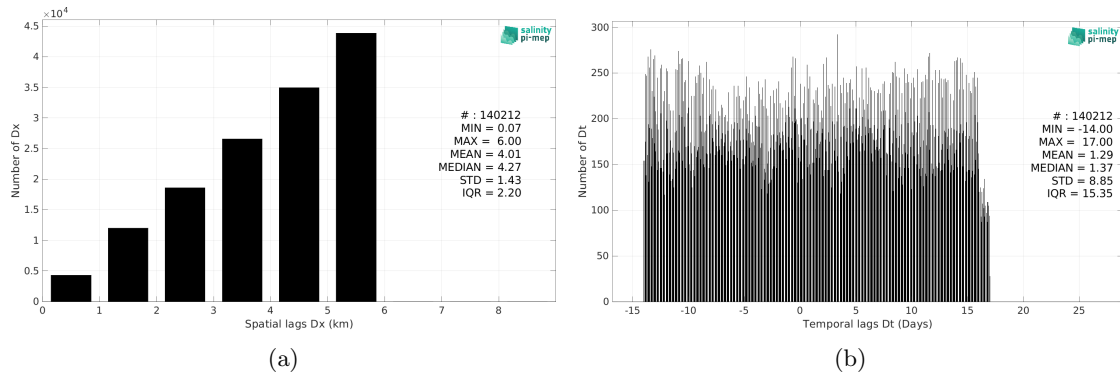 ×10⁴
4.5
4
3.5
3
2.5
2
1.5
1
0.5
0
Number of Dx
0 1 2 3 4 5 6 7 8
Spatial lags Dx (km)
salinity
pi-mep
# : 140212
MIN = 0.07
MAX = 6.00
MEAN = 4.01
MEDIAN = 4.27
STD = 1.43
IQR = 2.20
(a)
300
250
200
150
100
50
0
Number of Dt
-15 -10 -5 0 5 10 15 20 25
Temporal lags Dt (Days)
salinity
pi-mep
# : 140212
MIN = -14.00
MAX = 17.00
MEAN = 1.29
MEDIAN = 1.37
STD = 8.85
IQR = 15.35
(b)